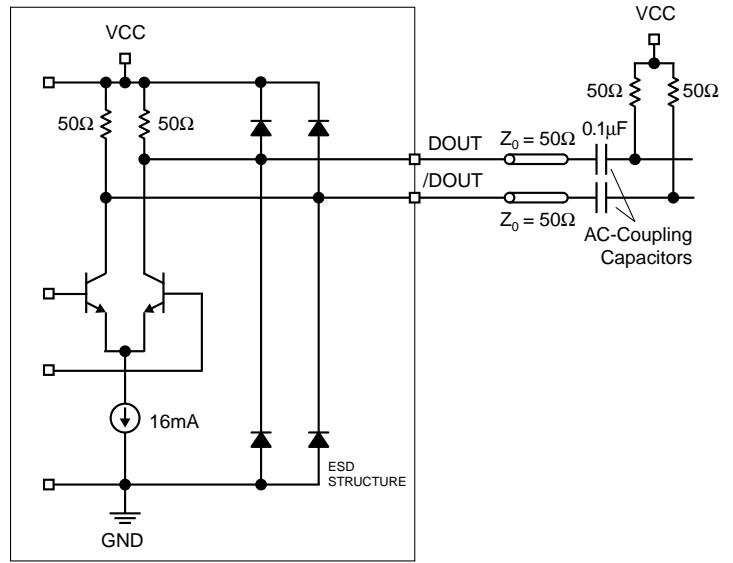 VCC
VCC
50Ω
50Ω
50Ω
50Ω
DOUT
Z0 = 50Ω
0.1µF
/DOUT
Z0 = 50Ω
AC-Coupling
Capacitors
16mA
ESD
STRUCTURE
GND